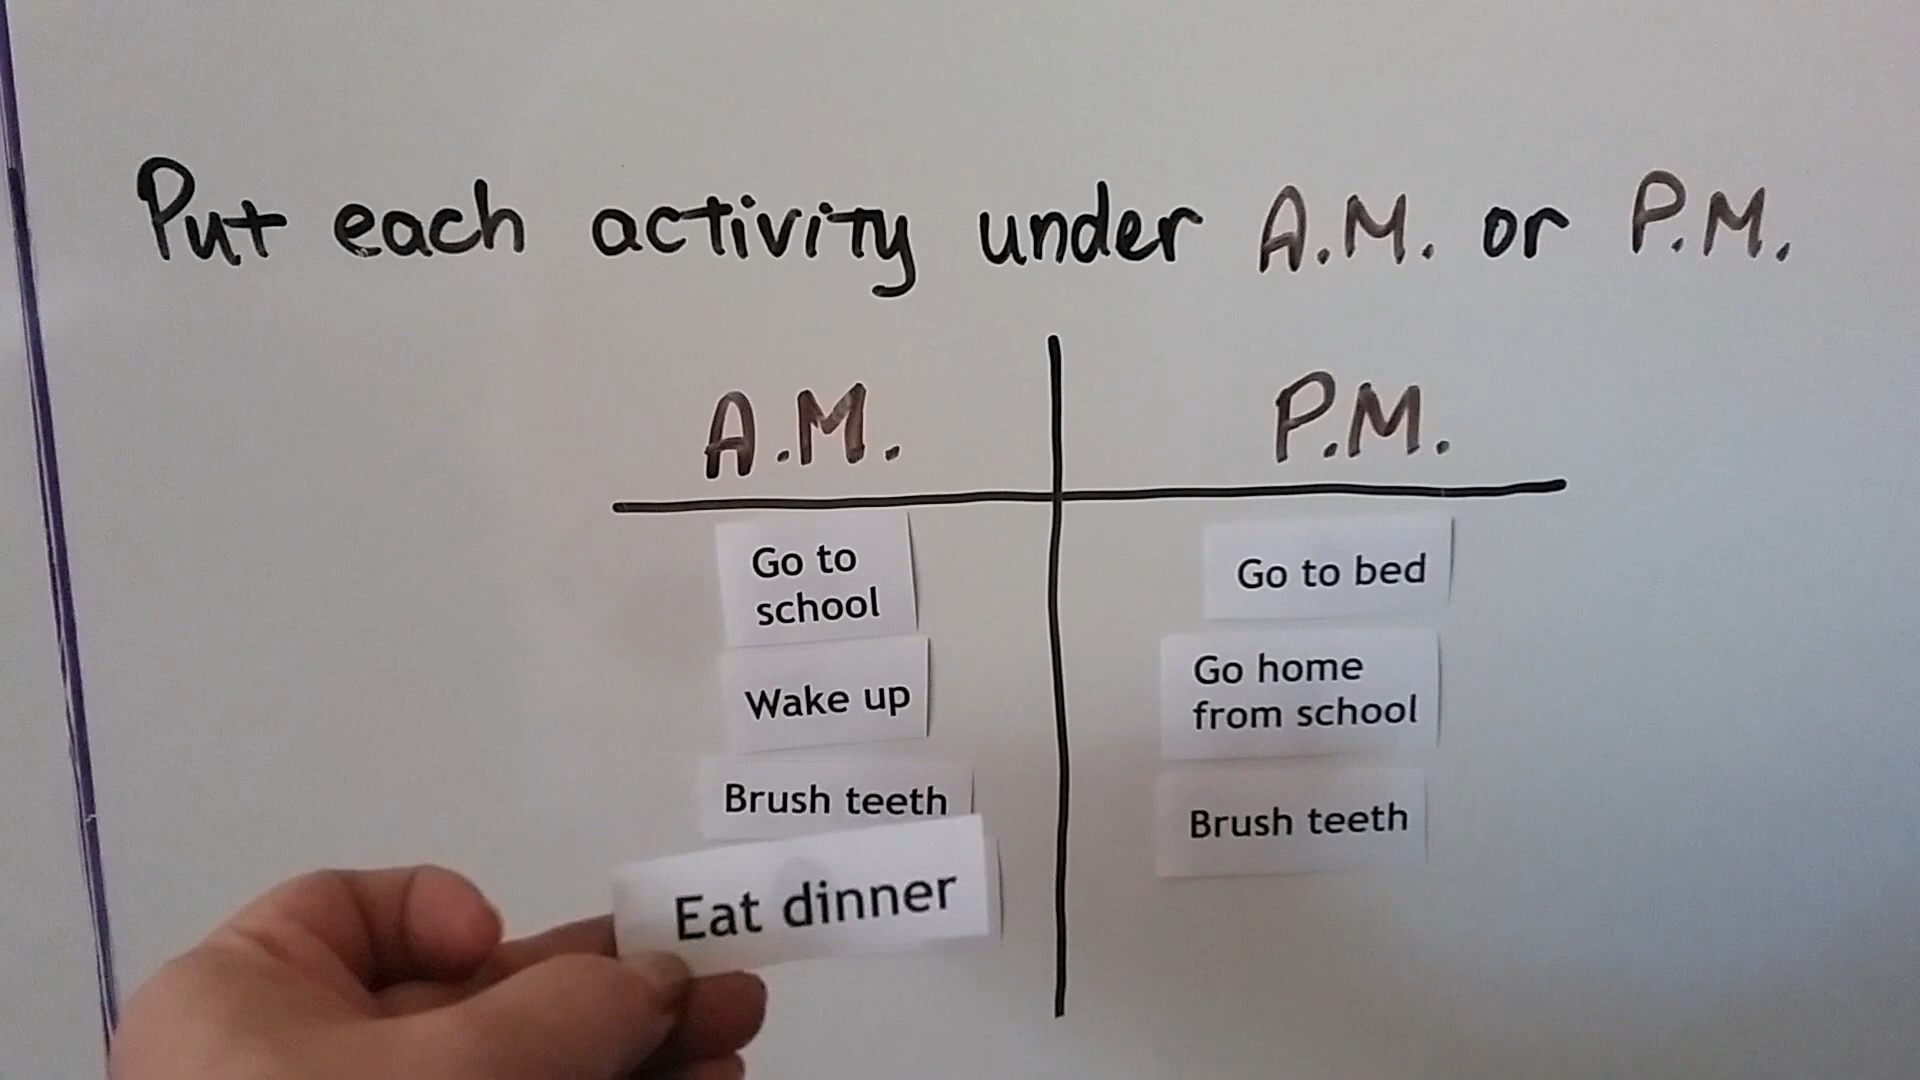 Put each activity under A.M. or P.M.
A.M.
P.M.
Go to
school
Wake up
Brush teeth
Eat dinner
Go to bed
Go home
from school
Brush teeth